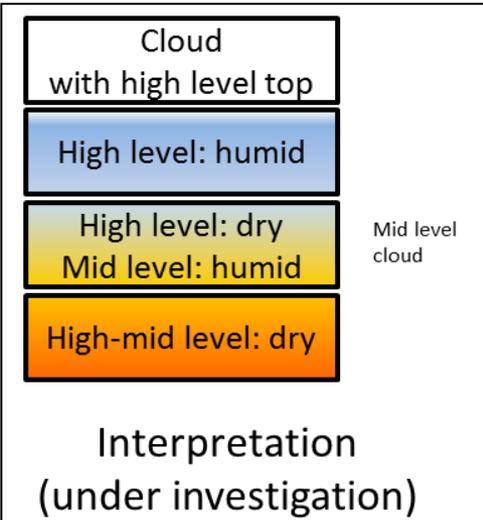 Cloud
with high level top
High level: humid
High level: dry
Mid level: humid
Mid level
cloud
High-mid level: dry
Interpretation
(under investigation)